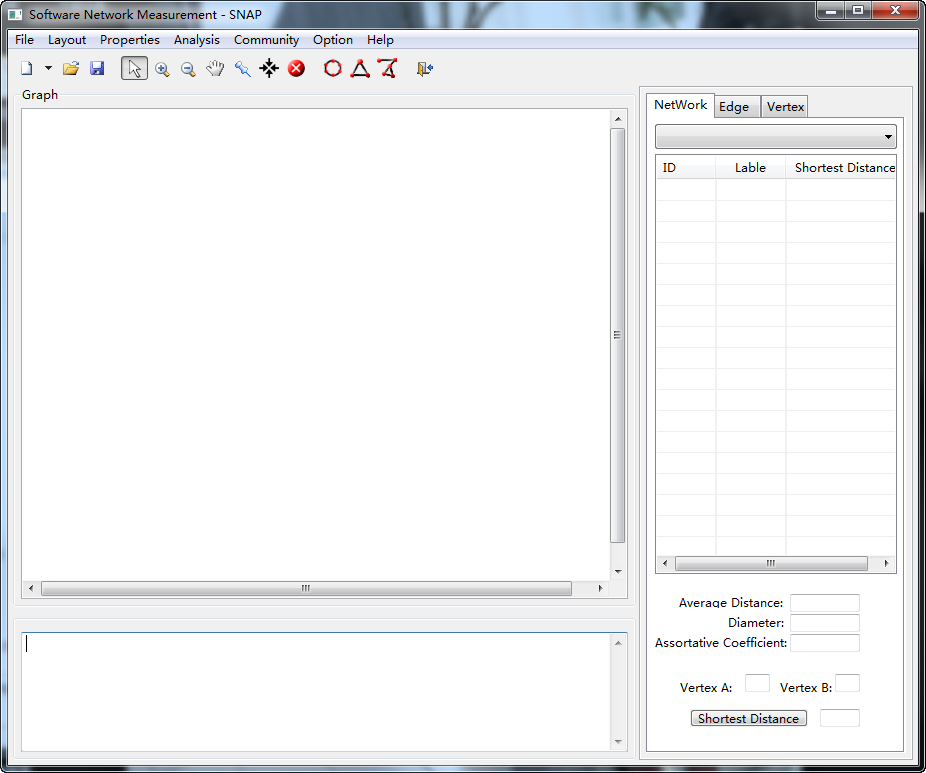 Software Network Measurement - SNAP
File Layout Properties Analysis Community Option Help
Graph
NetWork Edge Vertex
ID Lable Shortest Distance
Average Distance:
Diameter:
Assortative Coefficient:
Vertex A: Vertex B:
Shortest Distance